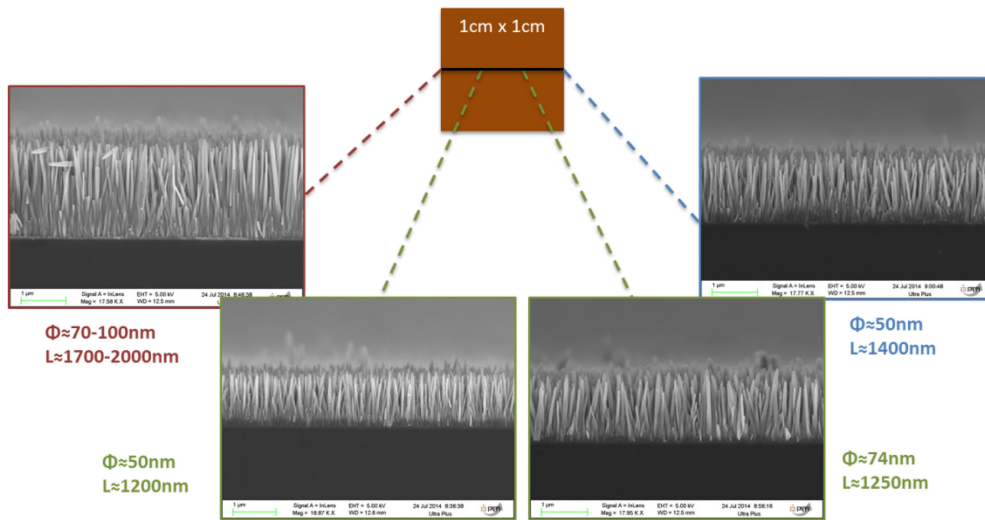 1cm x 1cm
1 µm
Signal A = InLens
EHT = 5.00 kV
24 Jul 2014
Mag = 17.58 K X
WD = 12.5 mm
1 µm
Signal A = InLens
EHT = 5.00 kV
24 Jul 2014 9:00:48
Mag = 17.77 K X
WD = 12.5 mm
Ultra Plus
Φ≈70-100nm
L≈1700-2000nm
Φ≈50nm
L≈1400nm
Φ≈50nm
L≈1200nm
Φ≈74nm
L≈1250nm
1 µm
Signal A = InLens
EHT = 5.00 kV
24 Jul 2014 8:36:38
Mag = 16.87 K X
WD = 12.6 mm
Ultra Plus
1 µm
Signal A = InLens
EHT = 5.00 kV
24 Jul 2014 8:56:16
Mag = 17.95 K X
WD = 12.5 mm
Ultra Plus